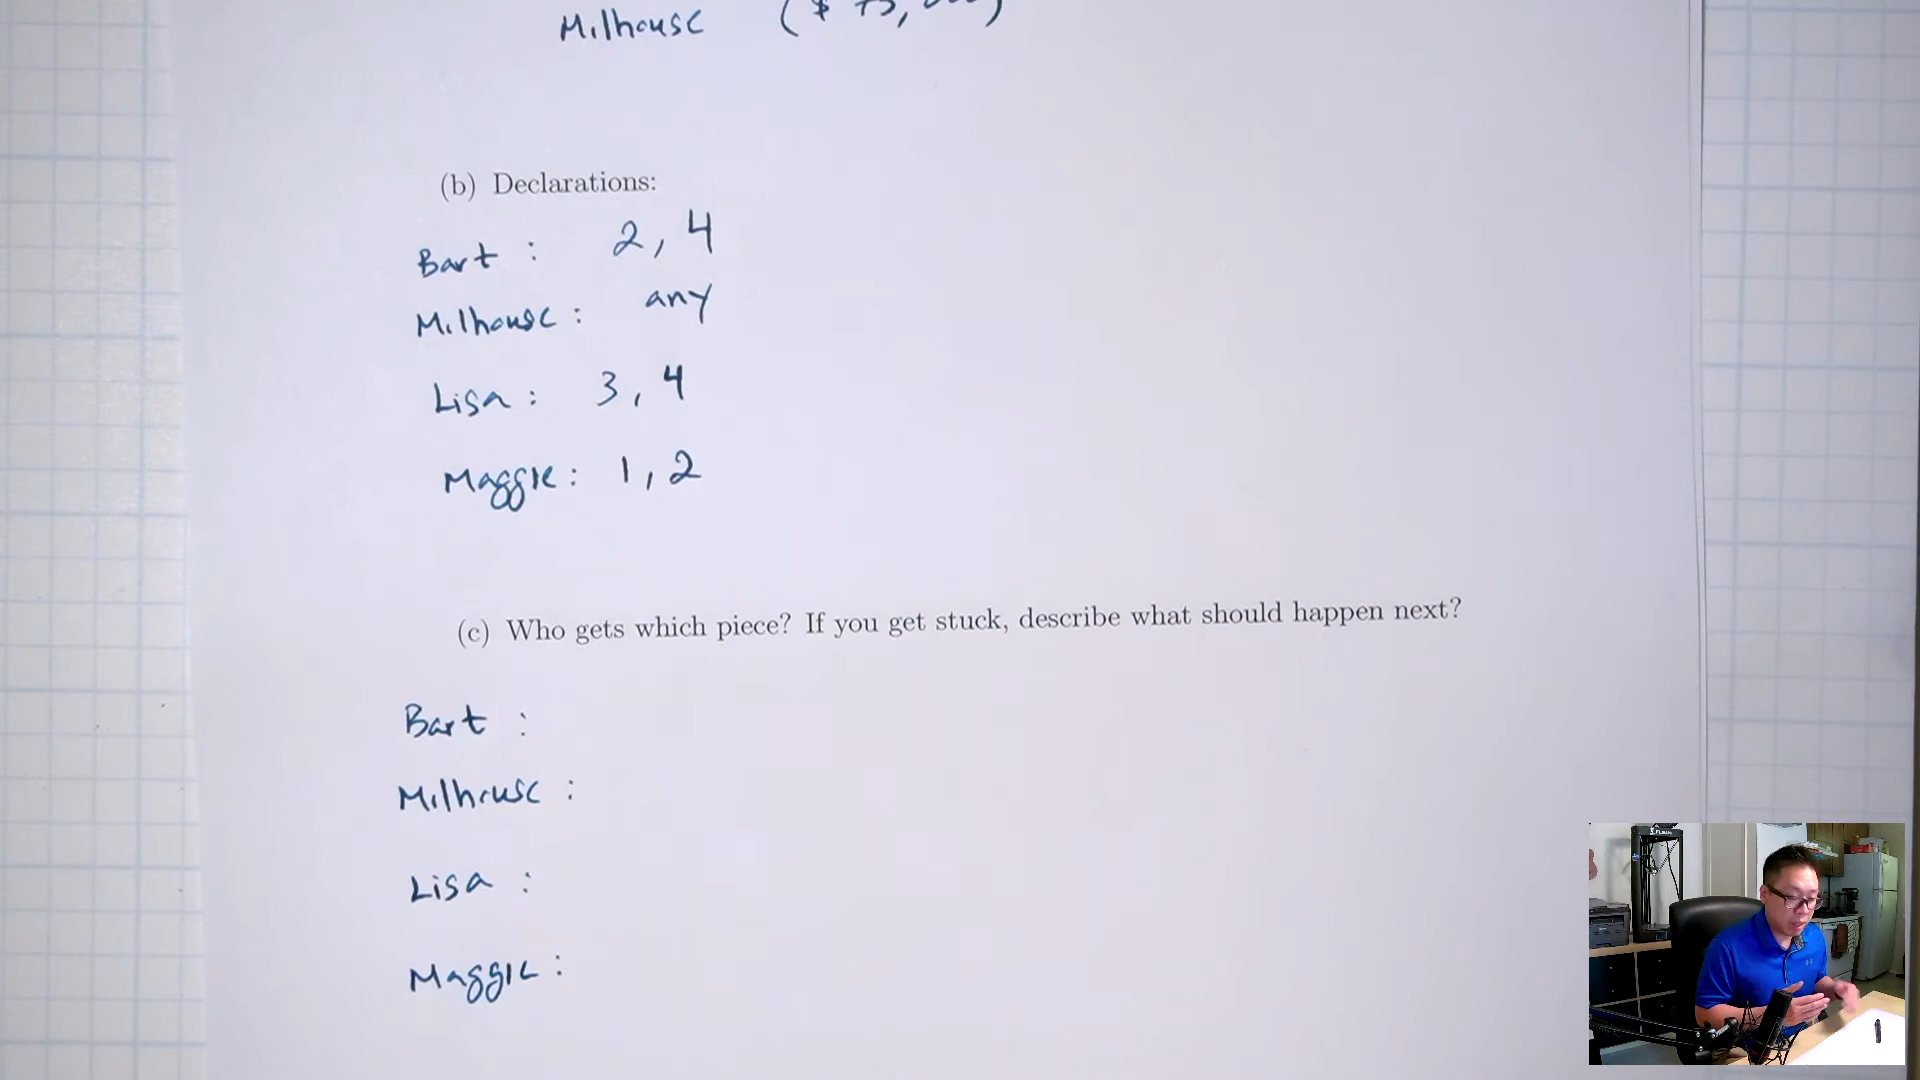 Milhouse ($ 75,
(b) Declarations:
Bart : 2, 4
Milhouse : any
Lisa : 3, 4
Maggie : 1, 2
(c) Who gets which piece? If you get stuck, describe what should happen next?
Bart :
Milhouse :
Lisa :
Maggie :